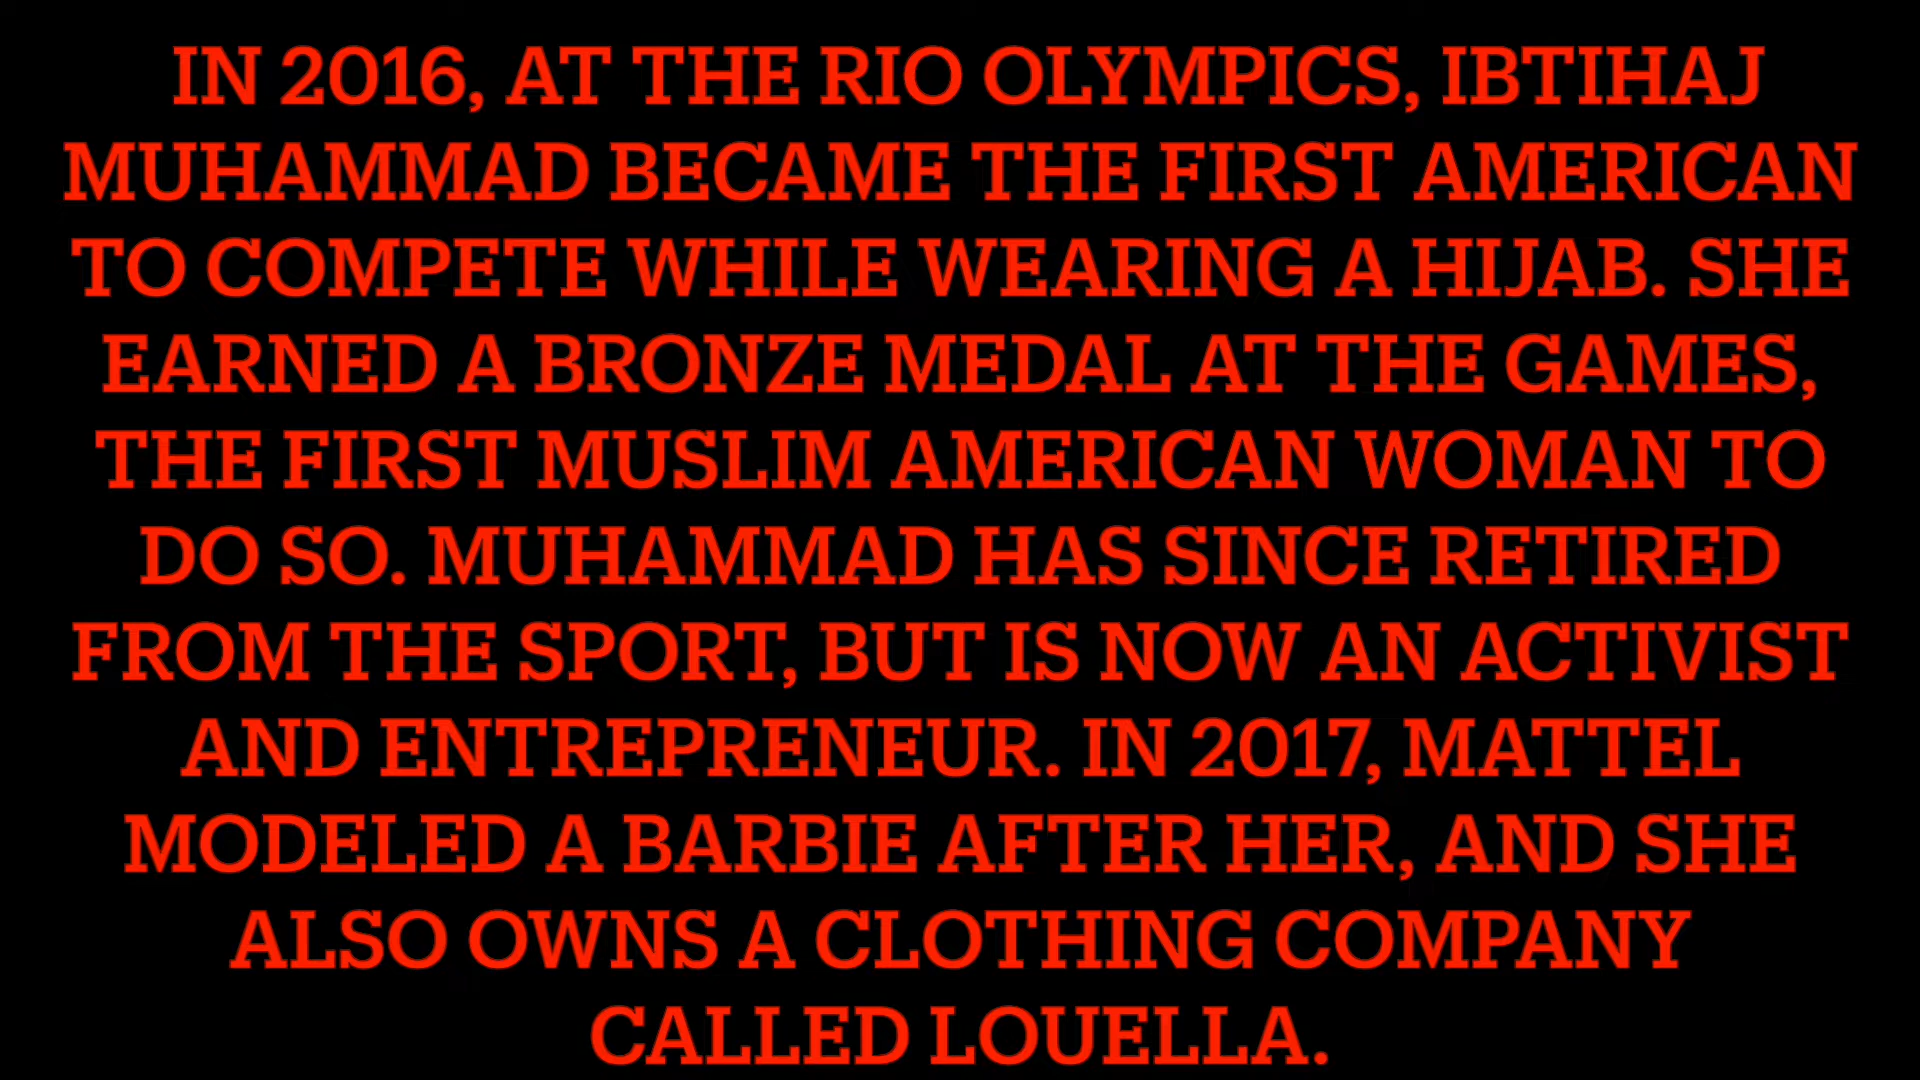 IN 2016, AT THE RIO OLYMPICS, IBTIHAJ
MUHAMMAD BECAME THE FIRST AMERICAN
TO COMPETE WHILE WEARING A HIJAB. SHE
EARNED A BRONZE MEDAL AT THE GAMES,
THE FIRST MUSLIM AMERICAN WOMAN TO
DO SO. MUHAMMAD HAS SINCE RETIRED
FROM THE SPORT, BUT IS NOW AN ACTIVIST
AND ENTREPRENEUR. IN 2017, MATTEL
MODELED A BARBIE AFTER HER, AND SHE
ALSO OWNS A CLOTHING COMPANY
CALLED LOUELLA.